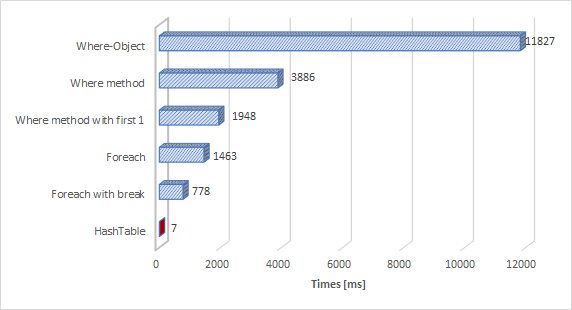 Where-Object 11827
Where method 3886
Where method with first 1 1948
Foreach 1463
Foreach with break 778
HashTable 7
0 2000 4000 6000 8000 10000 12000
Times [ms]